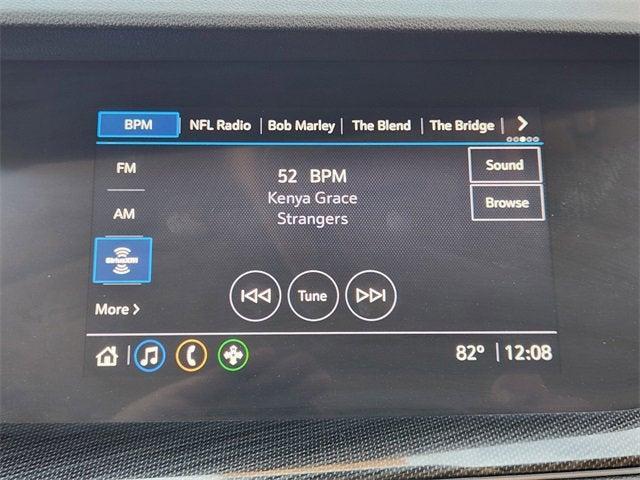 BPM NFL Radio Bob Marley The Blend The Bridge
FM
52 BPM
Sound
Kenya Grace
Browse
AM
Strangers
SiriusXM
Tune
More
82° 12:08